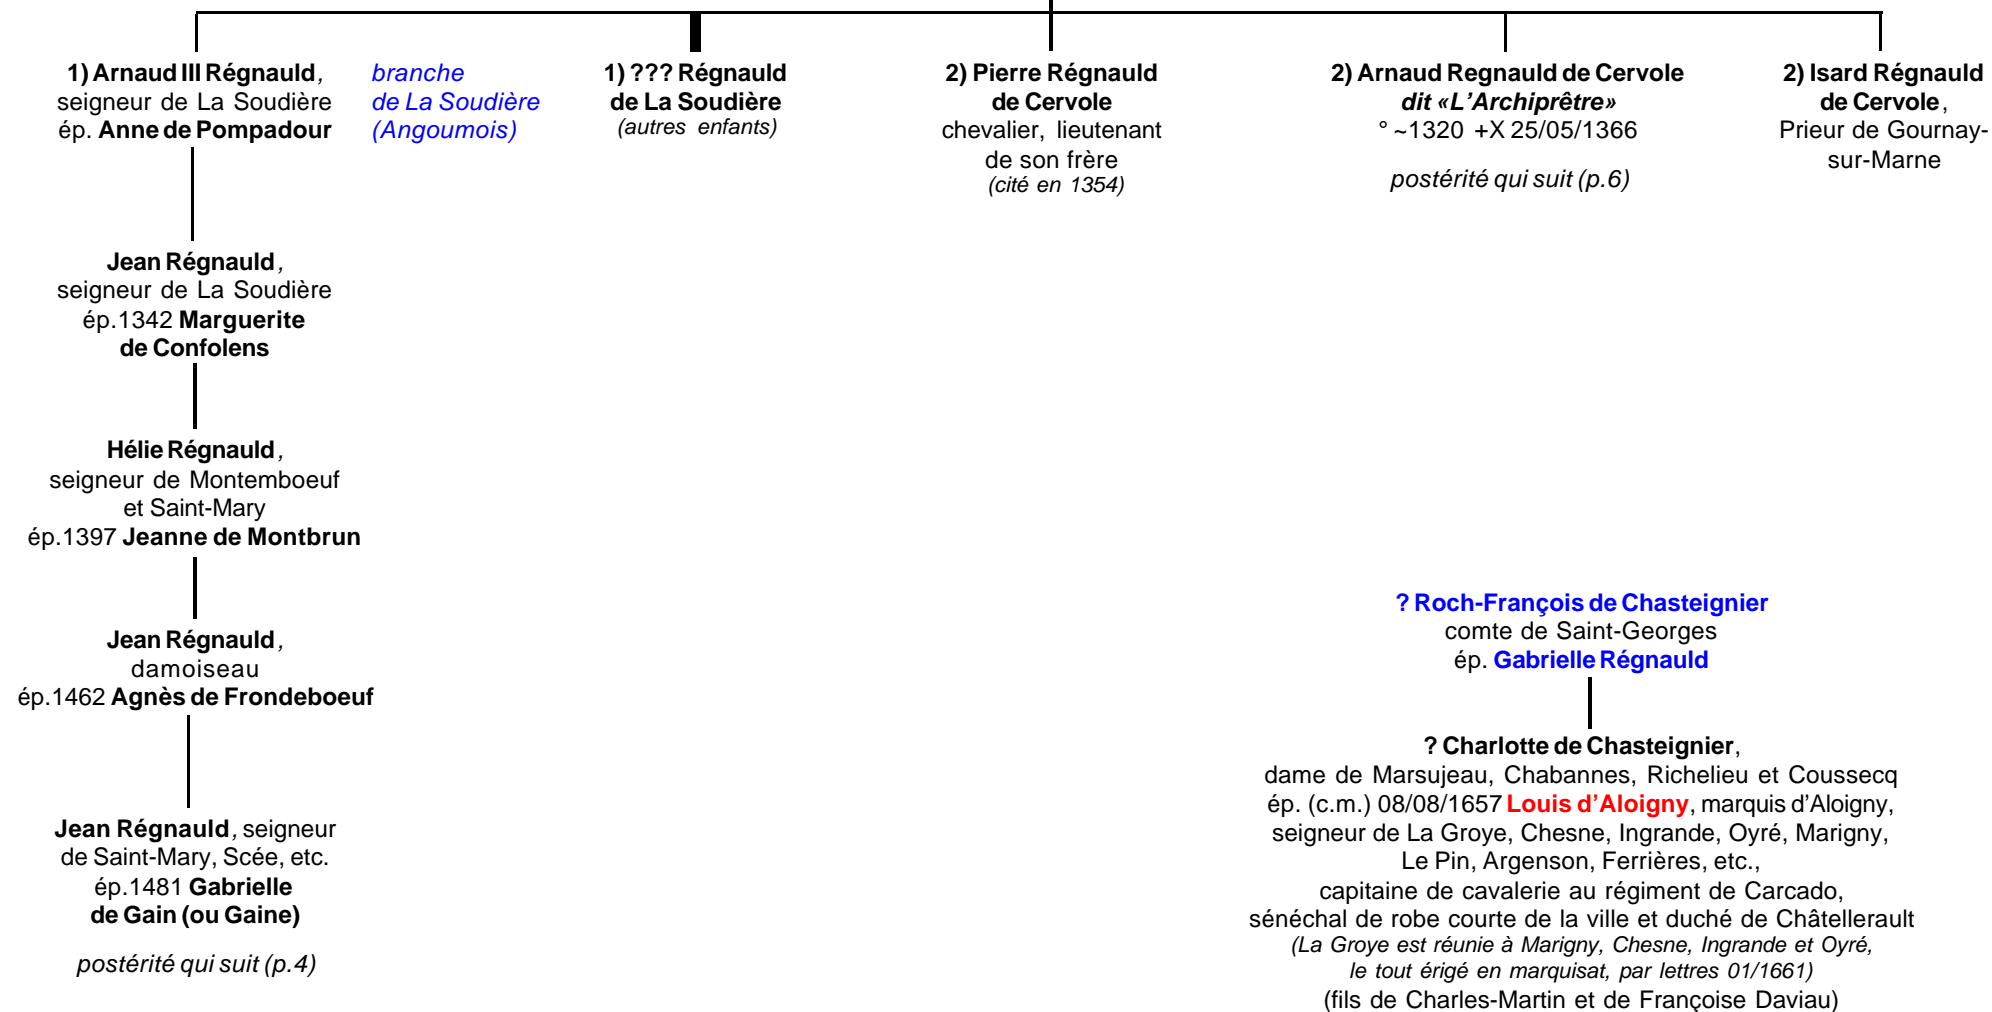 1) Arnaud III Régnauld,
seigneur de La Soudière
ép. Anne de Pompadour
branche
de La Soudière
(Angoumois)
1) ??? Régnauld
de La Soudière
(autres enfants)
2) Pierre Régnauld
de Cervole
chevalier, lieutenant
de son frère
(cité en 1354)
2) Arnaud Regnauld de Cervole
dit «L’Archiprêtre»
° ~1320 +X 25/05/1366
postérité qui suit (p.6)
2) Isard Régnauld
de Cervole,
Prieur de Gournay-
sur-Marne
Jean Régnauld,
seigneur de La Soudière
ép.1342 Marguerite
de Confolens
Hélie Régnauld,
seigneur de Montemboeuf
et Saint-Mary
ép.1397 Jeanne de Montbrun
Jean Régnauld,
damoiseau
ép.1462 Agnès de Frondeboeuf
Jean Régnauld, seigneur
de Saint-Mary, Scée, etc.
ép.1481 Gabrielle
de Gain (ou Gaine)
postérité qui suit (p.4)
? Roch-François de Chasteignier
comte de Saint-Georges
ép. Gabrielle Régnauld
? Charlotte de Chasteignier,
dame de Marsujeau, Chabannes, Richelieu et Coussecq
ép. (c.m.) 08/08/1657 Louis d’Aloigny, marquis d’Aloigny,
seigneur de La Groye, Chesne, Ingrande, Oyré, Marigny,
Le Pin, Argenson, Ferrières, etc.,
capitaine de cavalerie au régiment de Carcado,
sénéchal de robe courte de la ville et duché de Châtellerault
(La Groye est réunie à Marigny, Chesne, Ingrande et Oyré,
le tout érigé en marquisat, par lettres 01/1661)
(fils de Charles-Martin et de Françoise Daviau)